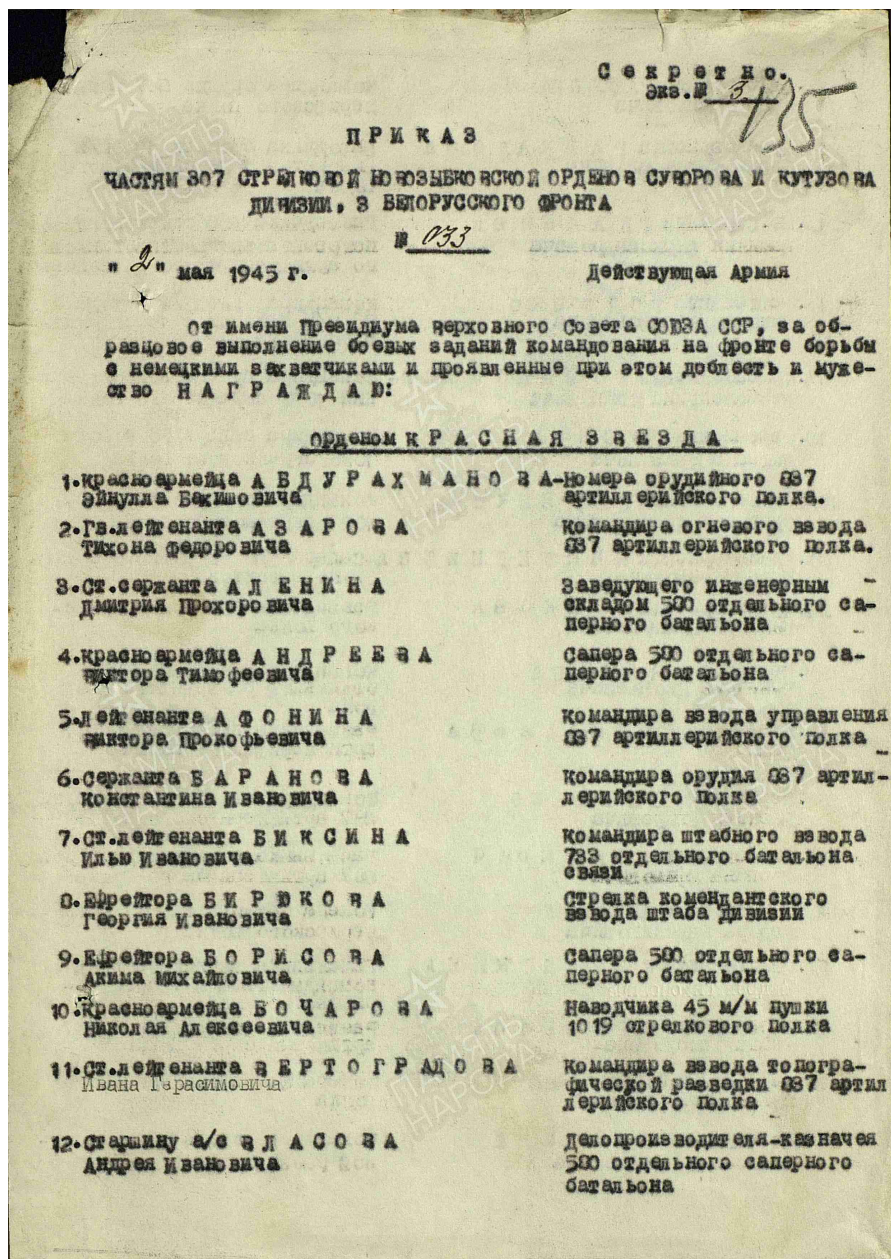 Секретно.
Экз.№ 3
135
ПРИКАЗ
ЧАСТЯМ 307 СТРЕЛКОВОЙ НОВОЗЫБКОВСКОЙ ОРДЕНОВ СУВОРОВА И КУТУЗОВА
ДИВИЗИИ, 3 БЕЛОРУССКОГО ФРОНТА
№ 033
"2" мая 1945 г. Действующая Армия
От имени Президиума Верховного Совета СОЮЗА ССР, за об-
разцовое выполнение боевых заданий командования на фронте борьбы
с немецкими захватчиками и проявленные при этом доблесть и муже-
ство НАГРАЖДАЮ:
Орденом КРАСНАЯ ЗВЕЗДА
1.Красноармейца АБДУРАХМАНОВА-Номера орудийного 837
Эйнулла Бекишовича артиллерийского полка.
2.Гв.лейтенанта АЗАРОВА Командира огневого взвода
Тихона Федоровича 837 артиллерийского полка.
3.Ст.сержанта АЛЕНИНА Заведующего инженерным
Дмитрия Прохоровича складом 580 отдельного са-
перного батальона
4.Красноармейца АНДРЕЕВА Сапера 580 отдельного са-
Виктора Тимофеевича перного батальона
5.Лейтенанта АФОНИНА Командира взвода управления
Виктора Прокофьевича 837 артиллерийского полка
6.Сержанта БАРАНОВА Командира орудия 837 артил-
Константина Ивановича лерийского полка
7.Ст.лейтенанта БИКСИНА Командира штабного взвода
Илью Ивановича 733 отдельного батальона
связи
8.Ефрейтора БИРЮКОВА Стрелка комендантского
Георгия Ивановича взвода штаба дивизии
9.Ефрейтора БОРИСОВА Сапера 580 отдельного са-
Акима Михайловича перного батальона
10.Красноармейца БОЧАРОВА Наводчика 45 м/м пушки
Николая Алексеевича 1019 стрелкового полка
11.Ст.лейтенанта ВЕРТОГРАДОВА Командира взвода топогра-
Ивана Герасимовича фической разведки 837 артил
лерийского полка
12.Старшину а/с ВЛАСОВА Делопроизводителя-казначея
Андрея Ивановича 580 отдельного саперного
батальона